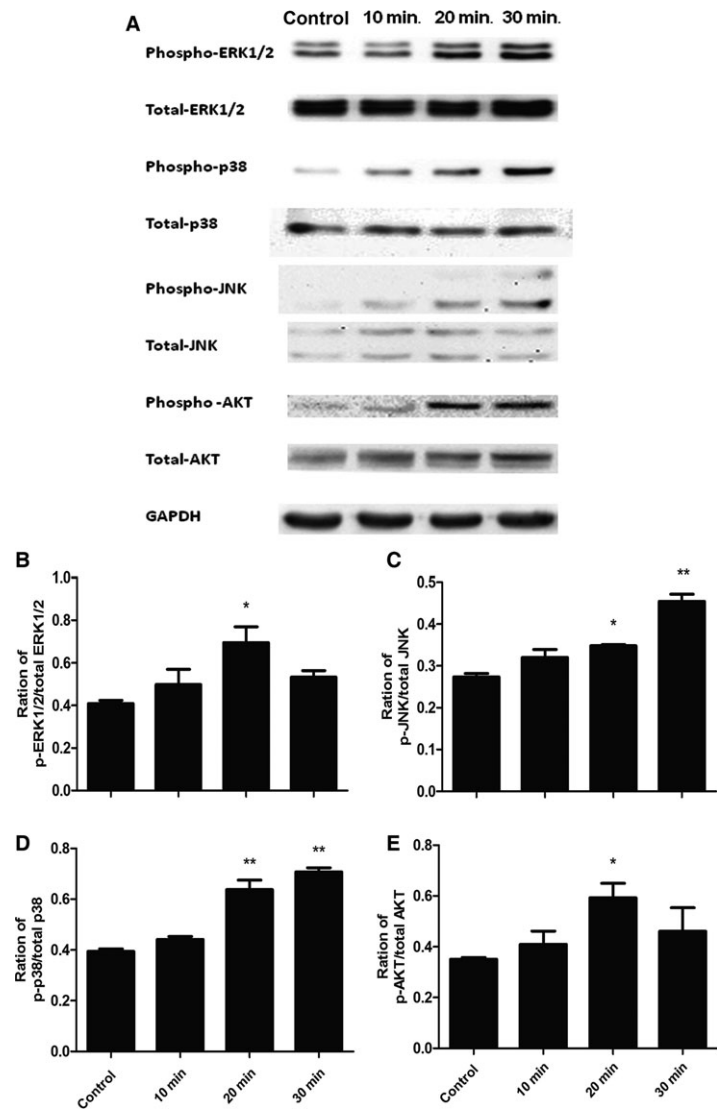 A
Control 10 min. 20 min. 30 min.
Phospho-ERK1/2
Total-ERK1/2
Phospho-p38
Total-p38
Phospho-JNK
Total-JNK
Phospho -AKT
Total-AKT
GAPDH
B
Ration of
p-ERK1/2/total ERK1/2
1.0
0.8
0.6
0.4
0.2
0.0
*
C
Ration of
p-JNK/total JNK
0.5
0.4
0.3
0.2
0.1
0.0
*
**
D
Ration of
p-p38/total p38
0.8
0.6
0.4
0.2
0.0
**
**
Control
10 min
20 min
30 min
E
Ration of
p-AKT/total AKT
0.8
0.6
0.4
0.2
0.0
*
Control
10 min
20 min
30 min